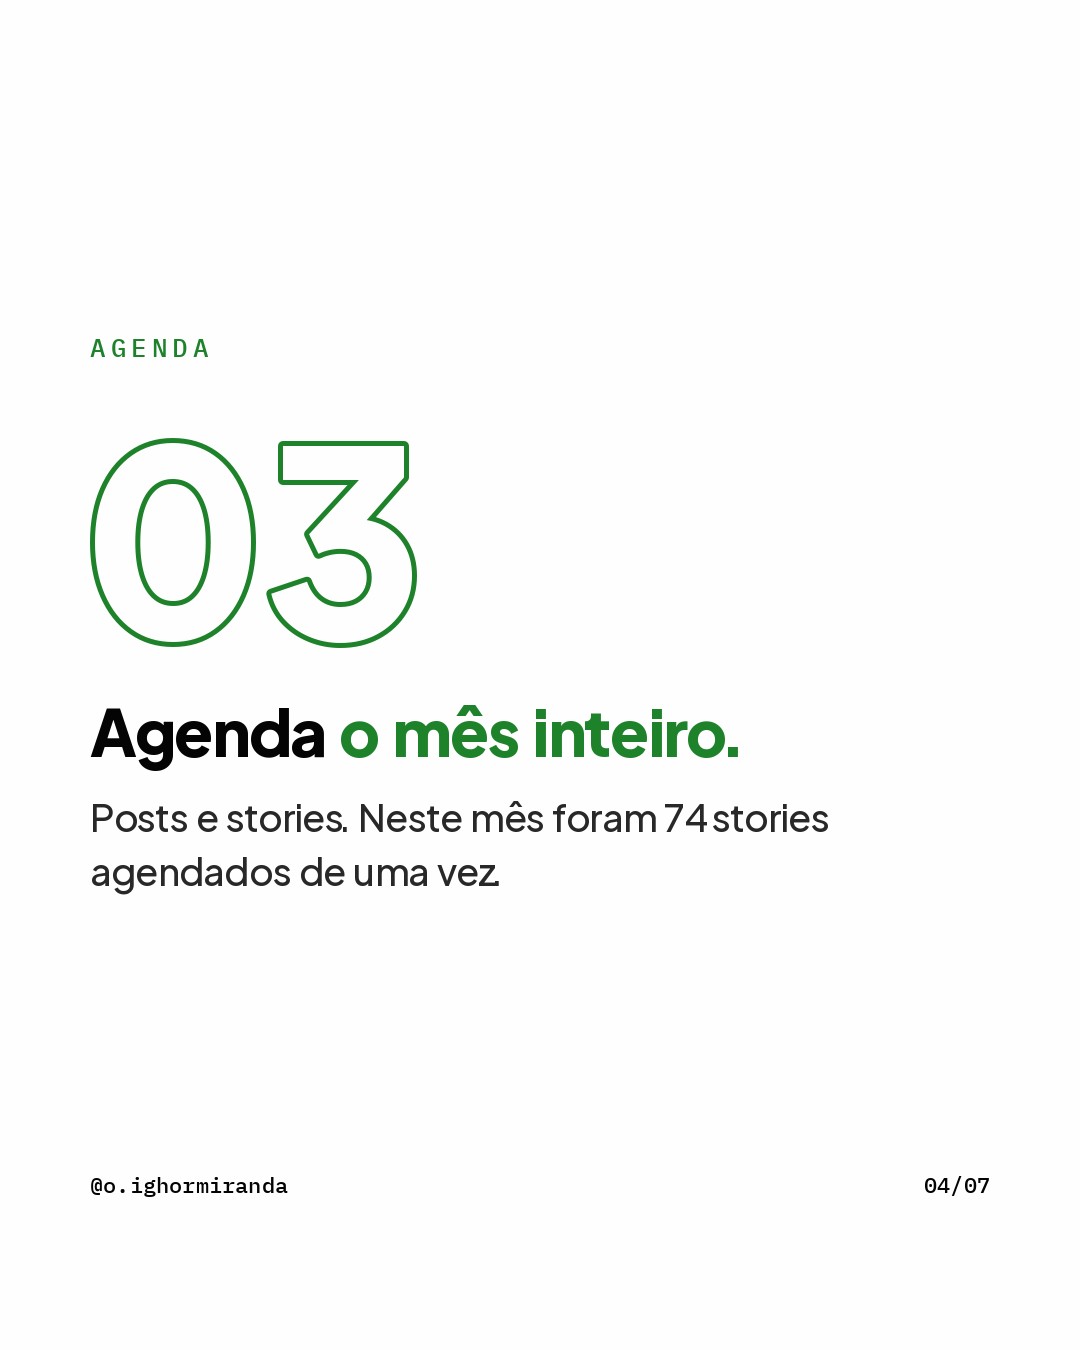 AGENDA
03
Agenda o mês inteiro.
Posts e stories. Neste mês foram 74 stories
agendados de uma vez.
@o.ighormiranda
04/07